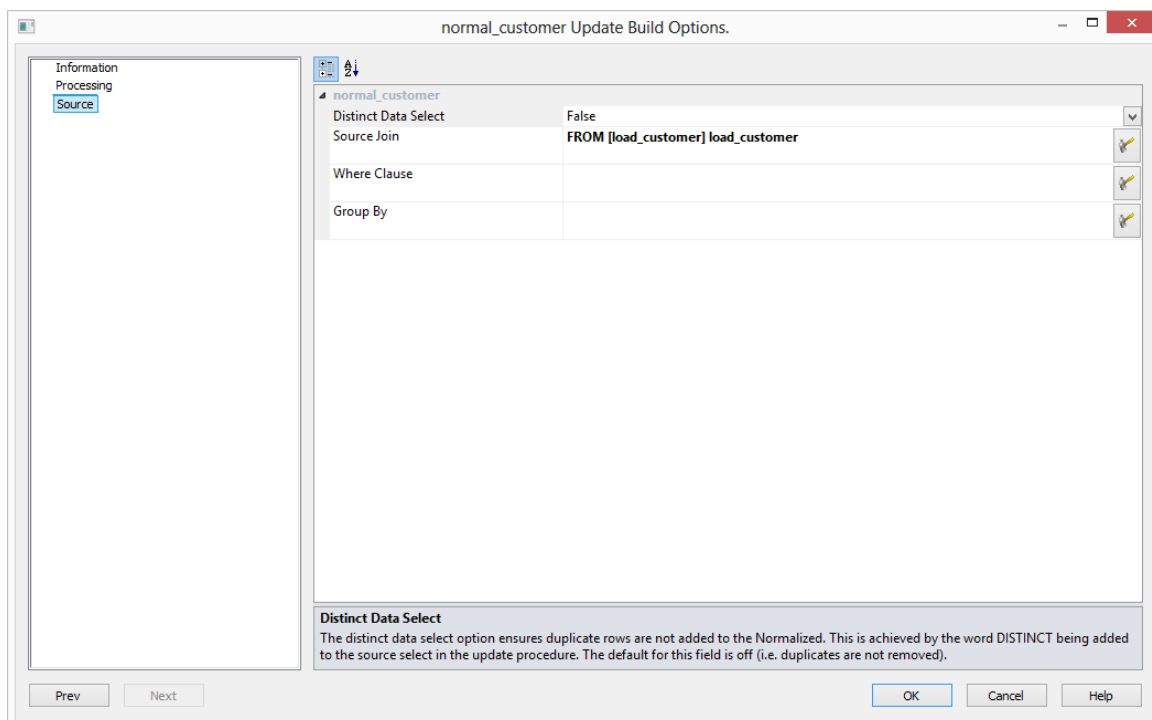 normal_customer Update Build Options.
Information
Processing
Source
normal_customer
Distinct Data Select False
Source Join FROM [load_customer] load_customer
Where Clause
Group By
Distinct Data Select
The distinct data select option ensures duplicate rows are not added to the Normalized. This is achieved by the word DISTINCT being added
to the source select in the update procedure. The default for this field is off (i.e. duplicates are not removed).
Prev Next OK Cancel Help